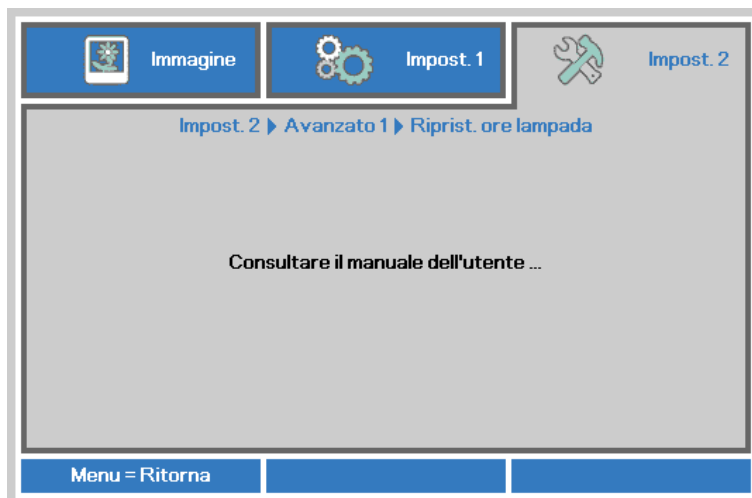 Immagine
Impost. 1
Impost. 2
Impost. 2 ▶ Avanzato 1 ▶ Riprist. ore lampada
Consultare il manuale dell'utente ...
Menu = Ritorna